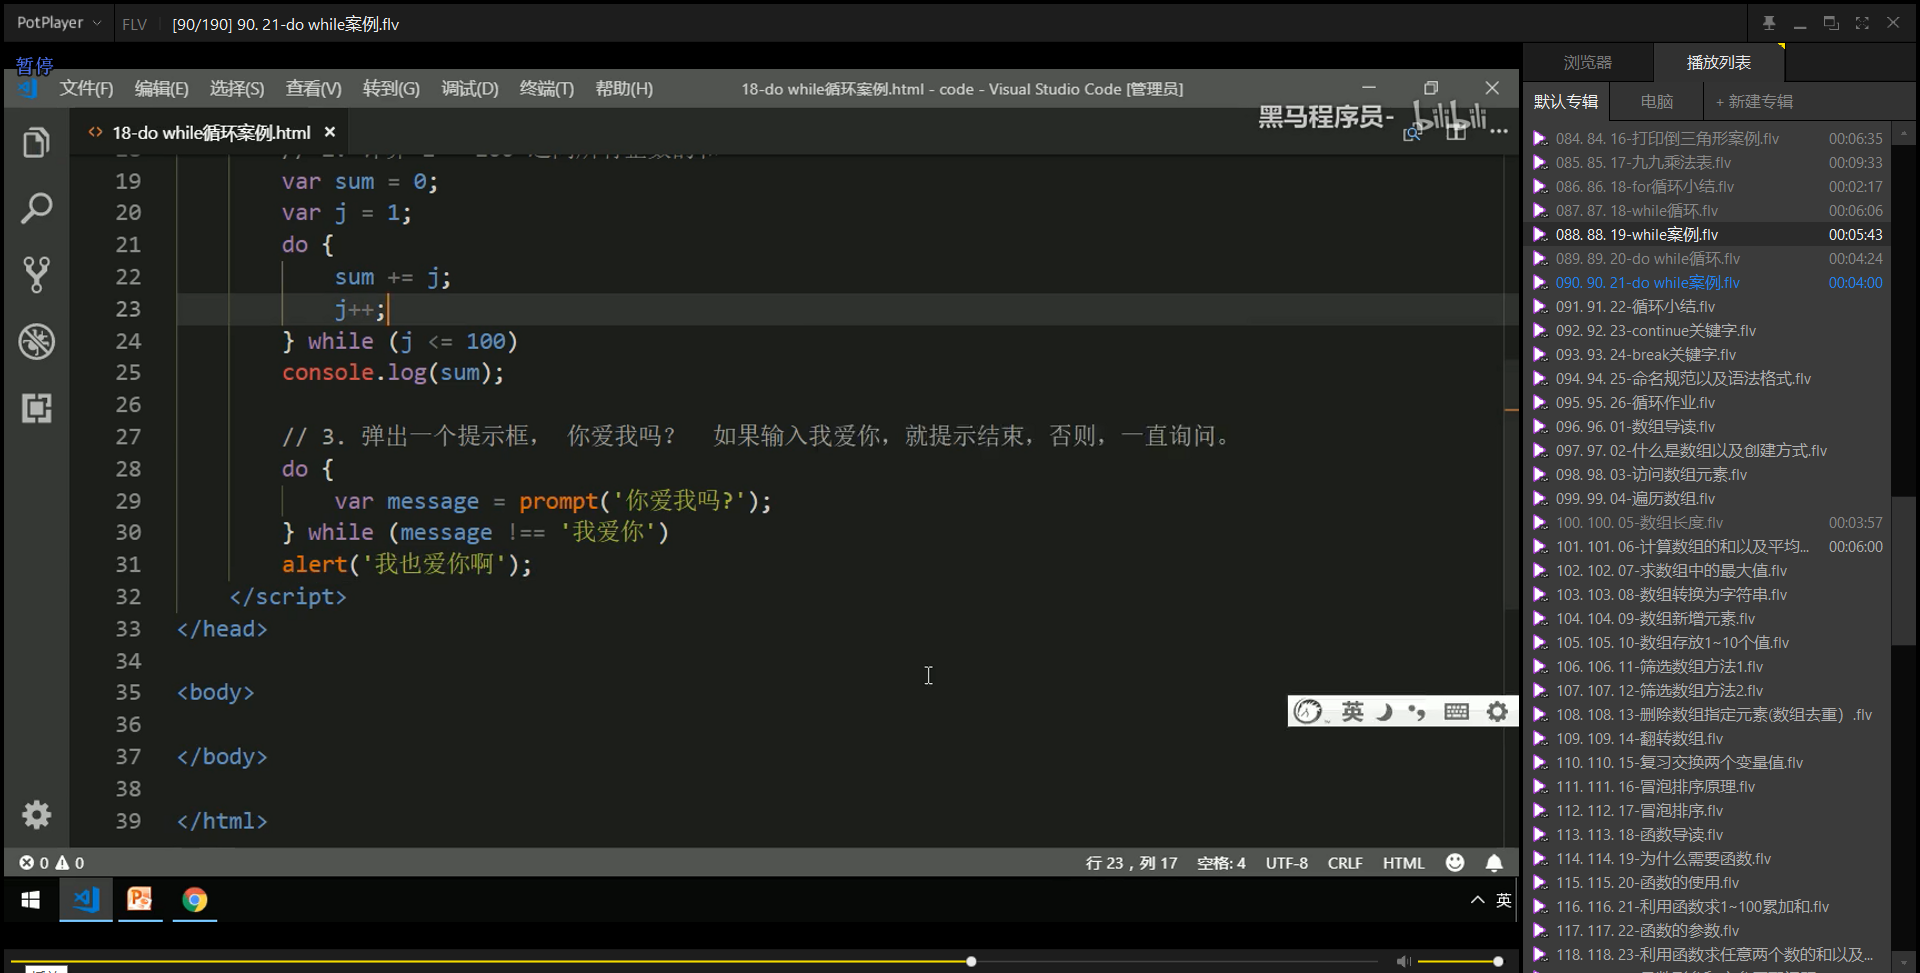 PotPlayer FLV [90/190] 90. 21-do while案例.flv
暂停
文件(F) 编辑(E) 选择(S) 查看(V) 转到(G) 调试(D) 终端(T) 帮助(H) 18-do while循环案例.html - code - Visual Studio Code [管理员]
黑马程序员- bilibili
<> 18-do while循环案例.html ×
19 var sum = 0;
20 var j = 1;
21 do {
22 sum += j;
23 j++;
24 } while (j <= 100)
25 console.log(sum);
26
27 // 3. 弹出一个提示框， 你爱我吗？ 如果输入我爱你，就提示结束，否则，一直询问。
28 do {
29 var message = prompt('你爱我吗?');
30 } while (message !== '我爱你')
31 alert('我也爱你啊');
32 </script>
33 </head>
34
35 <body>
36
37 </body>
38
39 </html>
英
0 0 行 23，列 17 空格: 4 UTF-8 CRLF HTML
英
浏览器 播放列表
默认专辑 电脑 + 新建专辑
084. 84. 16-打印倒三角形案例.flv 00:06:35
085. 85. 17-九九乘法表.flv 00:09:33
086. 86. 18-for循环小结.flv 00:02:17
087. 87. 18-while循环.flv 00:06:06
088. 88. 19-while案例.flv 00:05:43
089. 89. 20-do while循环.flv 00:04:24
090. 90. 21-do while案例.flv 00:04:00
091. 91. 22-循环小结.flv
092. 92. 23-continue关键字.flv
093. 93. 24-break关键字.flv
094. 94. 25-命名规范以及语法格式.flv
095. 95. 26-循环作业.flv
096. 96. 01-数组导读.flv
097. 97. 02-什么是数组以及创建方式.flv
098. 98. 03-访问数组元素.flv
099. 99. 04-遍历数组.flv
100. 100. 05-数组长度.flv 00:03:57
101. 101. 06-计算数组的和以及平均... 00:06:00
102. 102. 07-求数组中的最大值.flv
103. 103. 08-数组转换为字符串.flv
104. 104. 09-数组新增元素.flv
105. 105. 10-数组存放1~10个值.flv
106. 106. 11-筛选数组方法1.flv
107. 107. 12-筛选数组方法2.flv
108. 108. 13-删除数组指定元素(数组去重）.flv
109. 109. 14-翻转数组.flv
110. 110. 15-复习交换两个变量值.flv
111. 111. 16-冒泡排序原理.flv
112. 112. 17-冒泡排序.flv
113. 113. 18-函数导读.flv
114. 114. 19-为什么需要函数.flv
115. 115. 20-函数的使用.flv
116. 116. 21-利用函数求1~100累加和.flv
117. 117. 22-函数的参数.flv
118. 118. 23-利用函数求任意两个数的和以及...